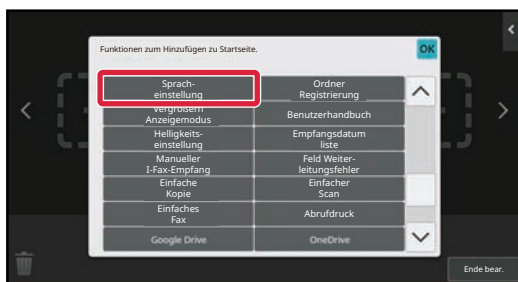 Funktionen zum Hinzufügen zu Startseite.
OK
Sprach-
einstellung
Ordner
Registrierung
Vergrößern
Anzeigemodus
Benutzerhandbuch
Helligkeits-
einstellung
Empfangsdatum
liste
Manueller
I-Fax-Empfang
Feld Weiter-
leitungsfehler
Einfache
Kopie
Einfacher
Scan
Einfaches
Fax
Abrufdruck
Google Drive
OneDrive
Ende bear.